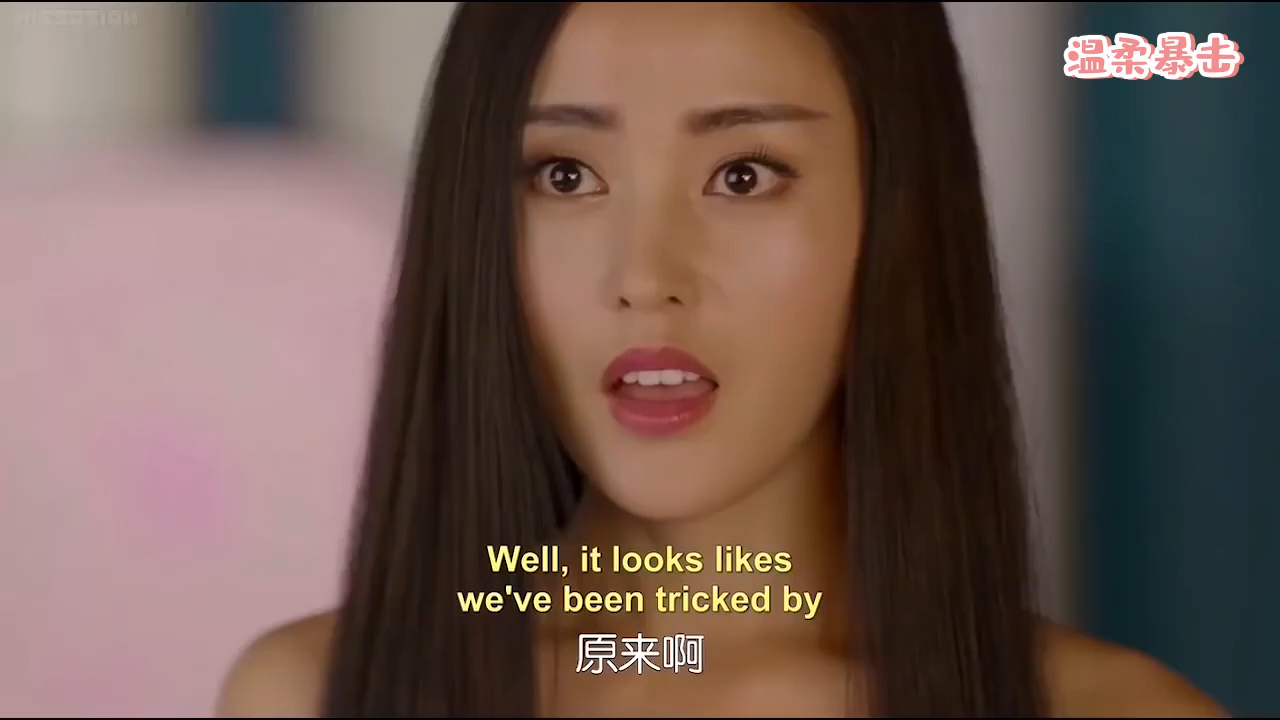 温柔暴击
Well, it looks likes
we've been tricked by
原来啊